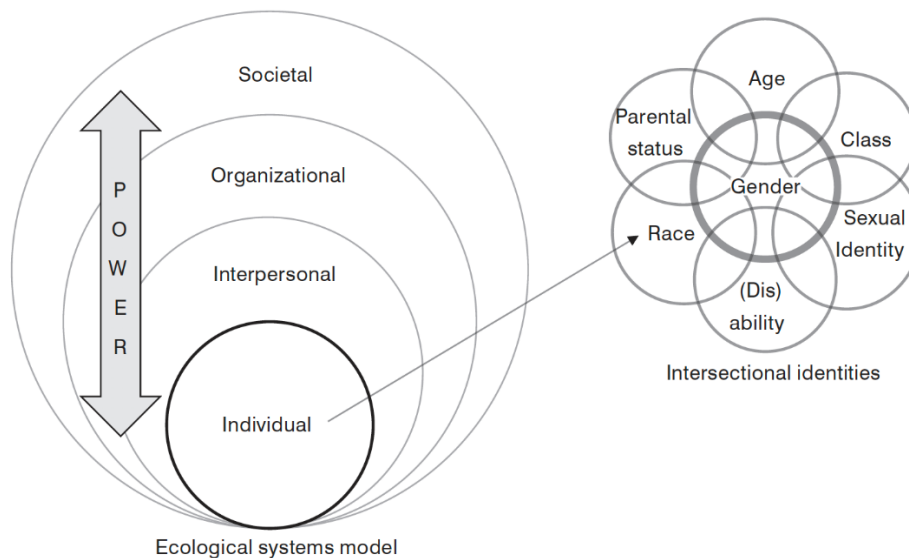 Societal
Organizational
Interpersonal
Individual
P
O
W
E
R
Ecological systems model
Age
Parental
status
Class
Gender
Race
Sexual
Identity
(Dis)
ability
Intersectional identities